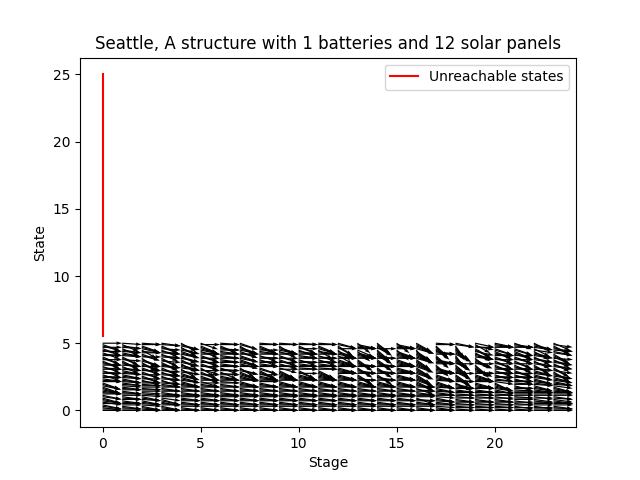 Seattle, A structure with 1 batteries and 12 solar panels
Unreachable states
25
20
15
10
5
0
State
0 5 10 15 20
Stage